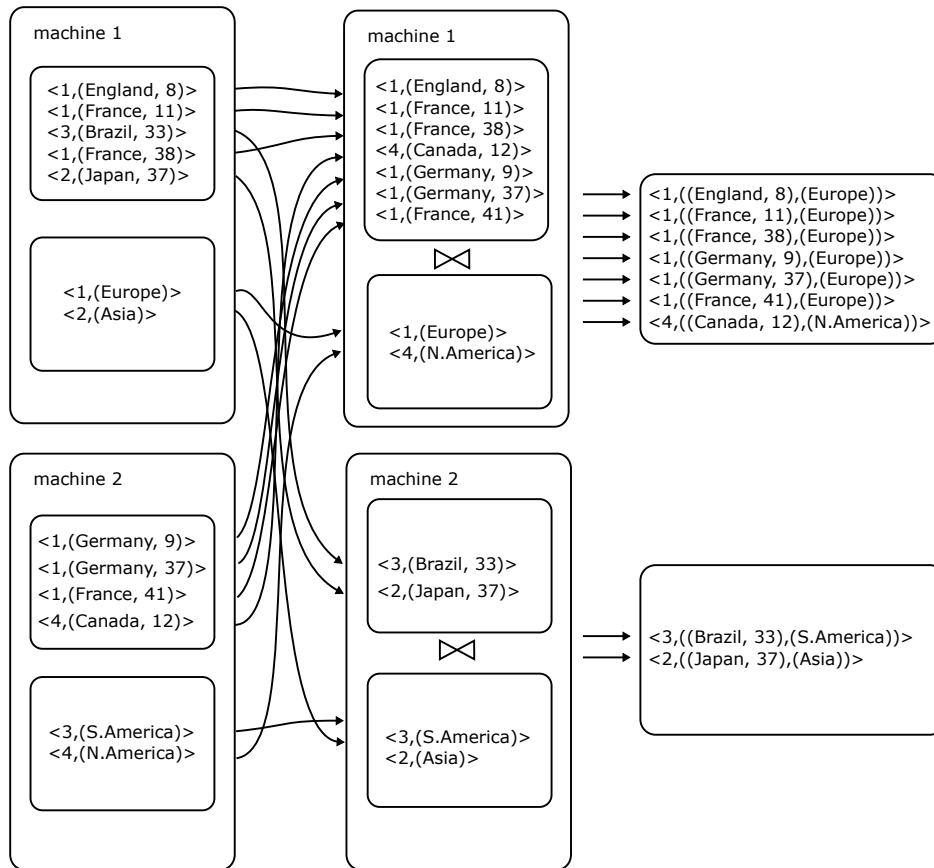 machine 1
<1,(England, 8)>
<1,(France, 11)>
<3,(Brazil, 33)>
<1,(France, 38)>
<2,(Japan, 37)>
<1,(Europe)>
<2,(Asia)>
machine 2
<1,(Germany, 9)>
<1,(Germany, 37)>
<1,(France, 41)>
<4,(Canada, 12)>
<3,(S.America)>
<4,(N.America)>
machine 1
<1,(England, 8)>
<1,(France, 11)>
<1,(France, 38)>
<4,(Canada, 12)>
<1,(Germany, 9)>
<1,(Germany, 37)>
<1,(France, 41)>
<1,(Europe)>
<4,(N.America)>
machine 2
<3,(Brazil, 33)>
<2,(Japan, 37)>
<3,(S.America)>
<2,(Asia)>
<1,((England, 8),(Europe))>
<1,((France, 11),(Europe))>
<1,((France, 38),(Europe))>
<1,((Germany, 9),(Europe))>
<1,((Germany, 37),(Europe))>
<1,((France, 41),(Europe))>
<4,((Canada, 12),(N.America))>
<3,((Brazil, 33),(S.America))>
<2,((Japan, 37),(Asia))>